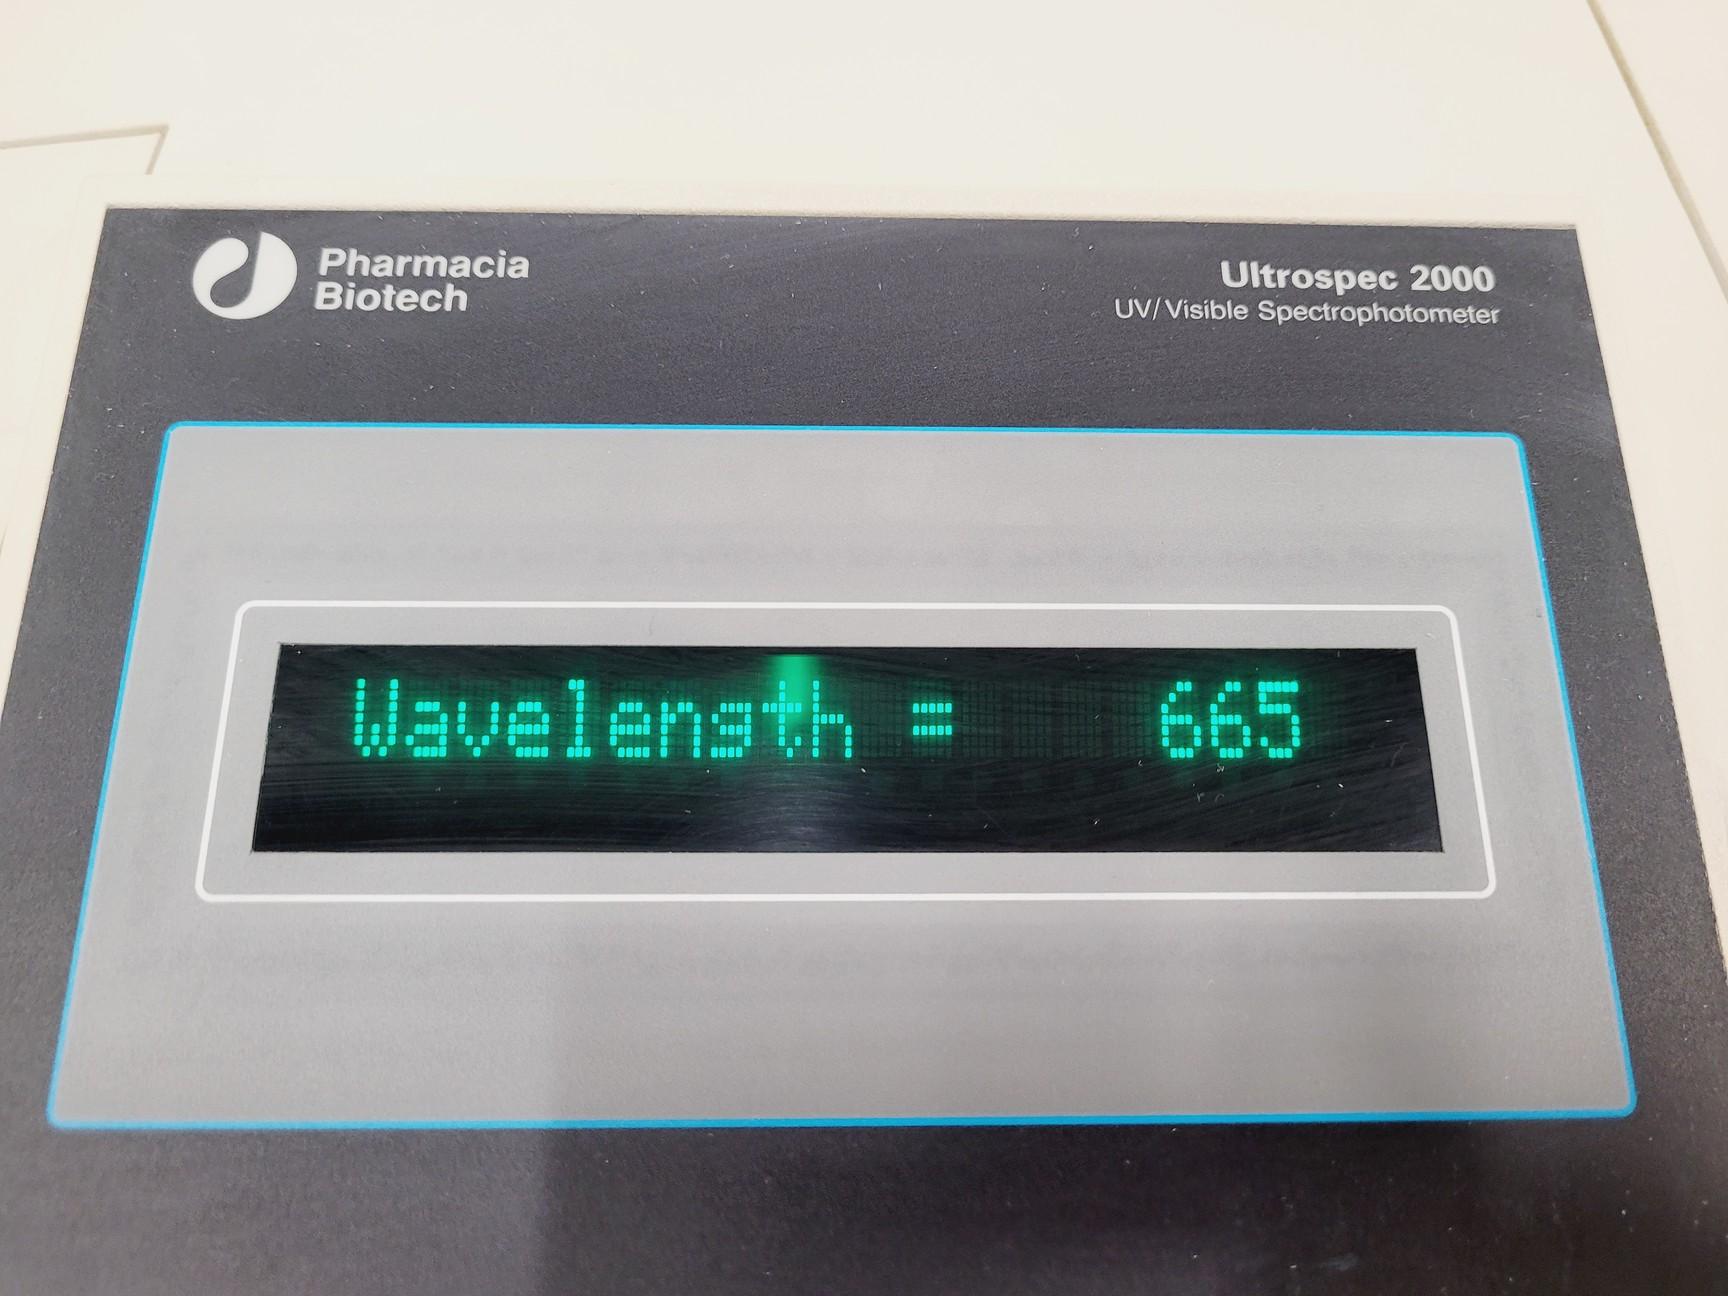 Pharmacia
Biotech
Ultrospec 2000
UV/Visible Spectrophotometer
Wavelength = 665